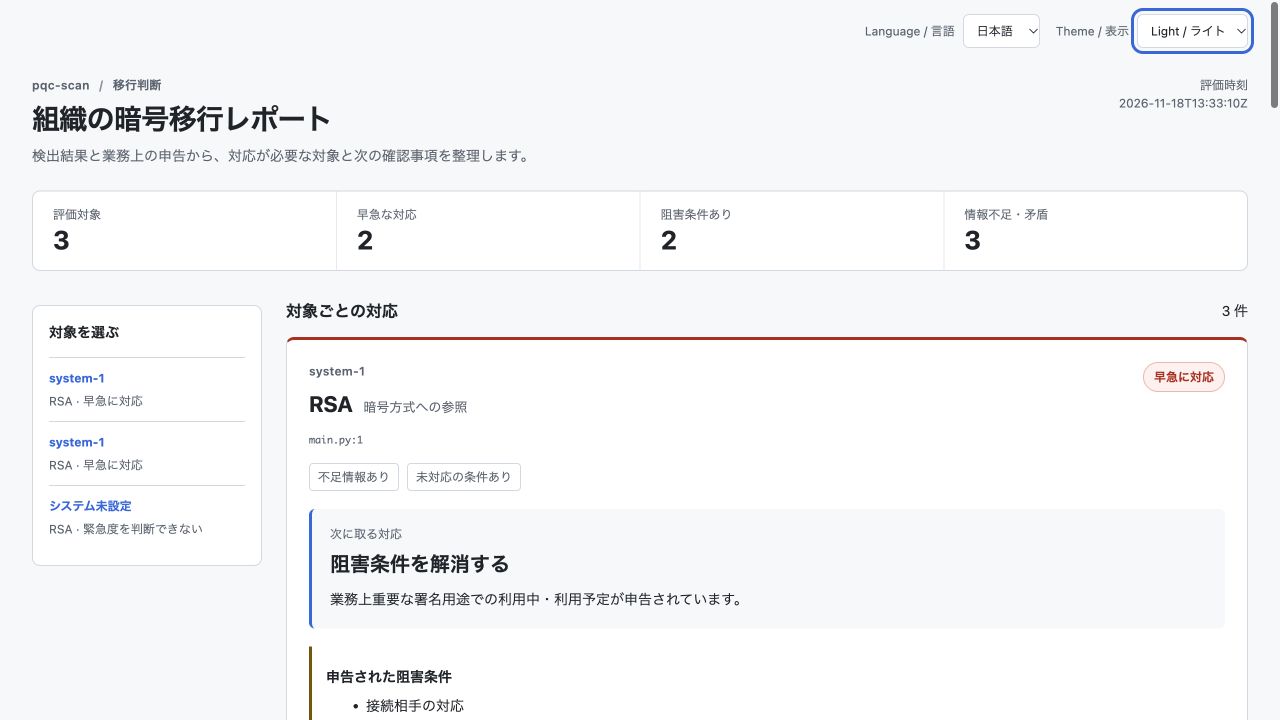 Language / 言語 日本語 Theme / 表示 Light / ライト
pqc-scan / 移行判断
組織の暗号移行レポート
検出結果と業務上の申告から、対応が必要な対象と次の確認事項を整理します。
評価時刻
2026-11-18T13:33:10Z
評価対象
3
早急な対応
2
阻害条件あり
2
情報不足・矛盾
3
対象を選ぶ
system-1
RSA · 早急に対応
system-1
RSA · 早急に対応
システム未設定
RSA · 緊急度を判断できない
対象ごとの対応
3 件
system-1
早急に対応
RSA 暗号方式への参照
main.py:1
不足情報あり 未対応の条件あり
次に取る対応
阻害条件を解消する
業務上重要な署名用途での利用中・利用予定が申告されています。
申告された阻害条件
• 接続相手の対応